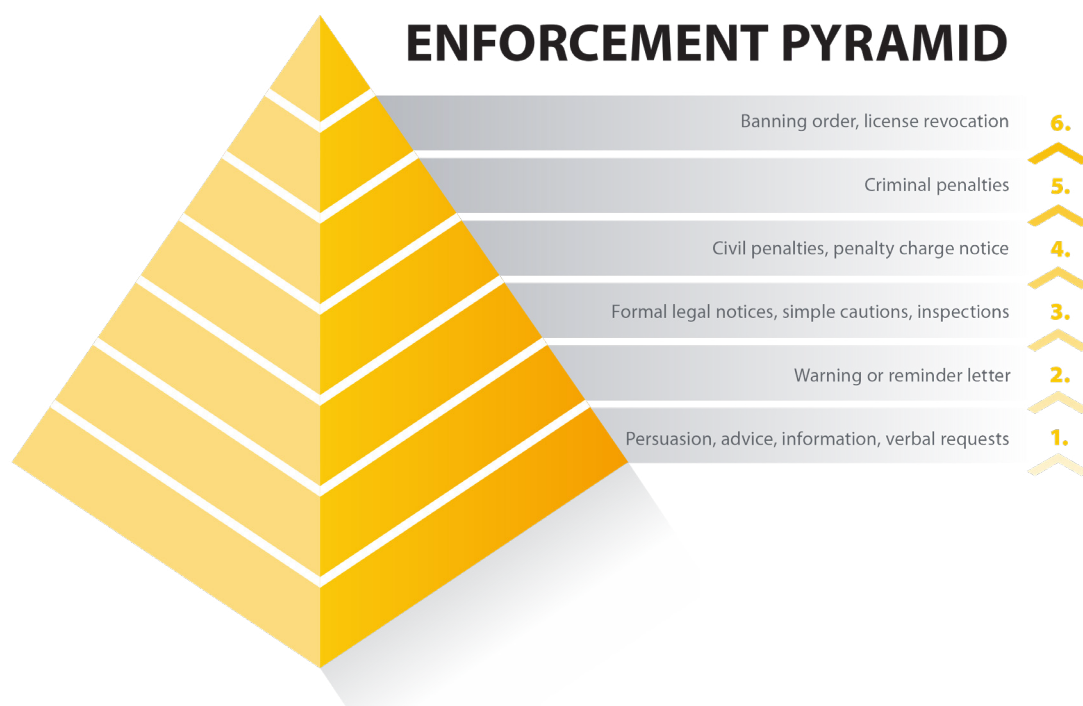 ENFORCEMENT PYRAMID
Banning order, license revocation 6.
Criminal penalties 5.
Civil penalties, penalty charge notice 4.
Formal legal notices, simple cautions, inspections 3.
Warning or reminder letter 2.
Persuasion, advice, information, verbal requests 1.